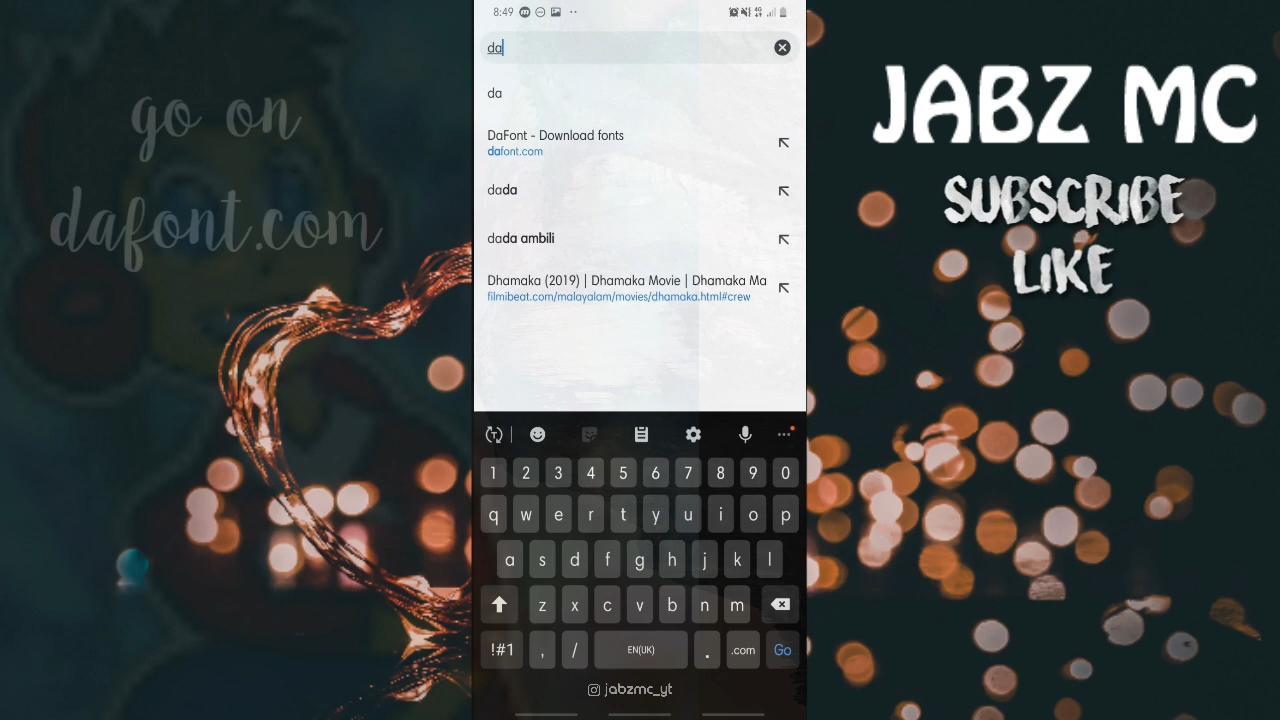 go on
dafont.com
8:49
da
da
DaFont - Download fonts
dafont.com
dada
dada ambili
Dhamaka (2019) | Dhamaka Movie | Dhamaka Ma
filmibeat.com/malayalam/movies/dhamaka.html#crew
1 2 3 4 5 6 7 8 9 0
q w e r t y u i o p
a s d f g h j k l
z x c v b n m
!#1 , / EN(UK) . .com Go
jabzmc_yt
JABZ MC
SUBSCRIBE
LIKE